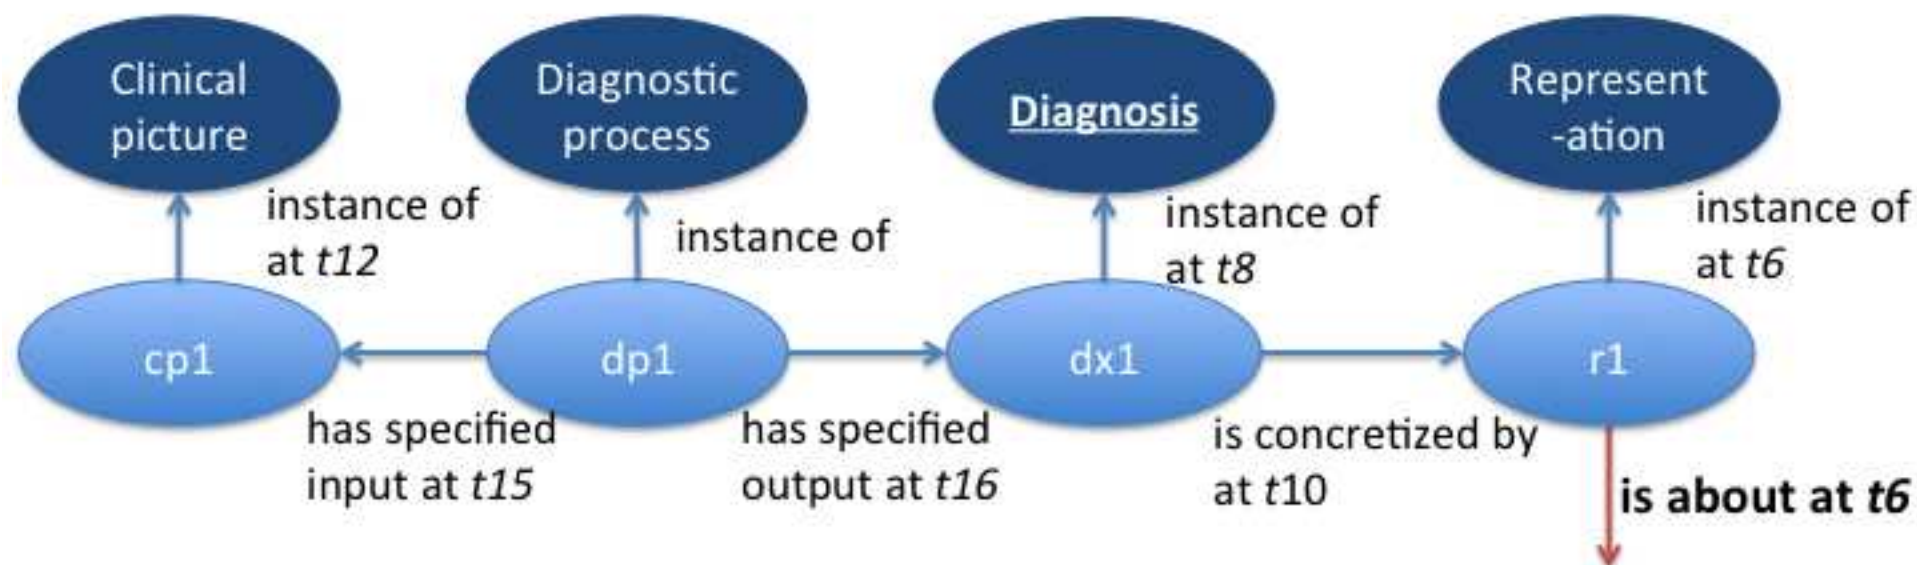 Clinical
picture
Diagnostic
process
Diagnosis
Represent
-ation
instance of
at t12
instance of
instance of
at t8
instance of
at t6
cp1
dp1
dx1
r1
has specified
input at t15
has specified
output at t16
is concretized by
at t10
is about at t6